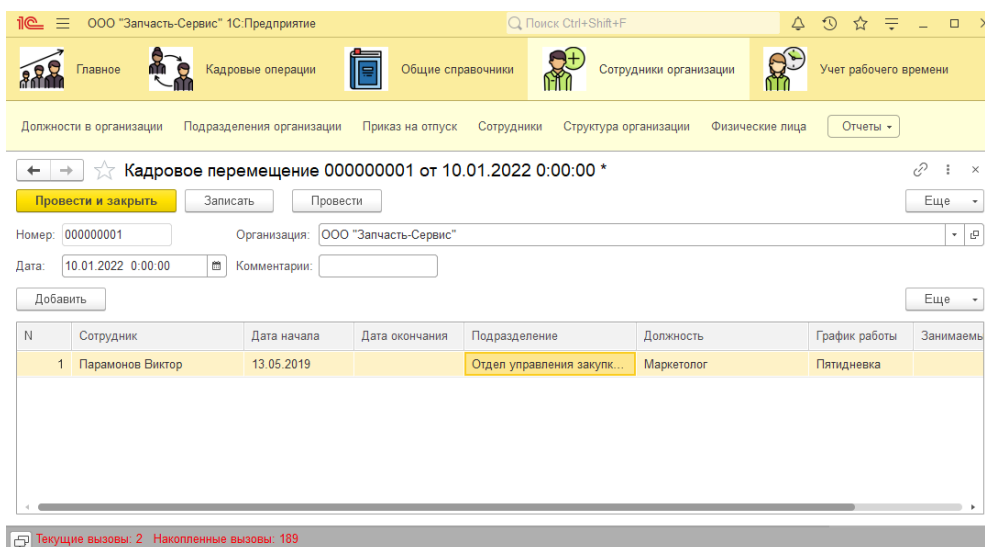 ООО "Запчасть-Сервис" 1С:Предприятие Поиск Ctrl+Shift+F
Главное Кадровые операции Общие справочники Сотрудники организации Учет рабочего времени
Должности в организации Подразделения организации Приказ на отпуск Сотрудники Структура организации Физические лица Отчеты
Кадровое перемещение 000000001 от 10.01.2022 0:00:00 *
Провести и закрыть Записать Провести Еще
Номер: 000000001 Организация: ООО "Запчасть-Сервис"
Дата: 10.01.2022 0:00:00 Комментарии:
Добавить Еще
N Сотрудник Дата начала Дата окончания Подразделение Должность График работы Занимаемы
1 Парамонов Виктор 13.05.2019 Отдел управления закупк... Маркетолог Пятидневка
Текущие вызовы: 2 Накопленные вызовы: 189